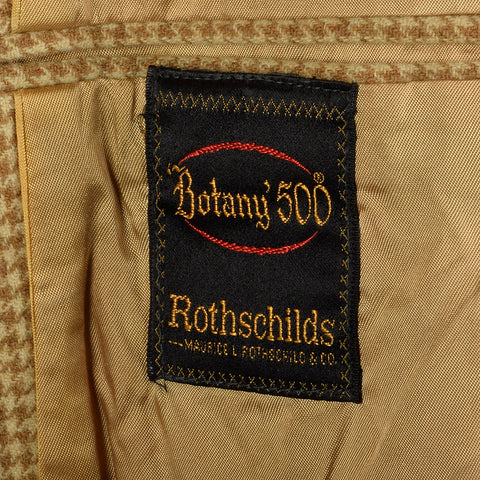 'Botany' 500®
Rothschilds
MAURICE L ROTHSCHILD & CO.